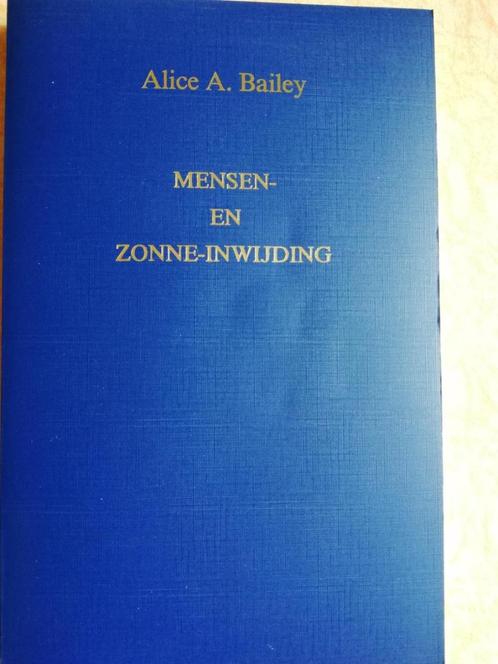 Alice A. Bailey
MENSEN-
EN
ZONNE-INWIJDING